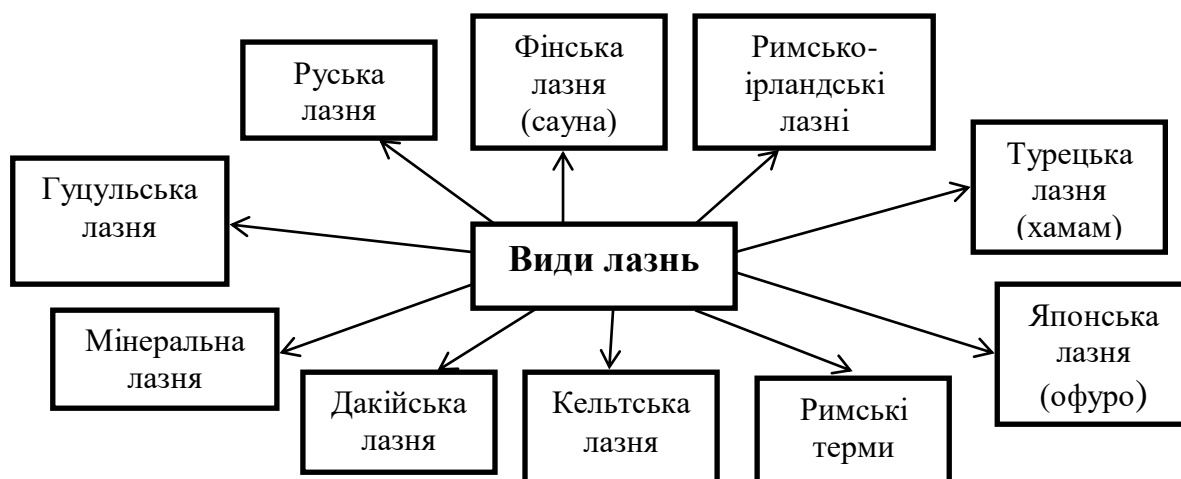 Руська
лазня
Фінська
лазня
(сауна)
Римсько-
ірландські
лазні
Турецька
лазня
(хамам)
Гуцульська
лазня
Види лазнь
Японська
лазня
(офуро)
Мінеральна
лазня
Дакійська
лазня
Кельтська
лазня
Римські
терми